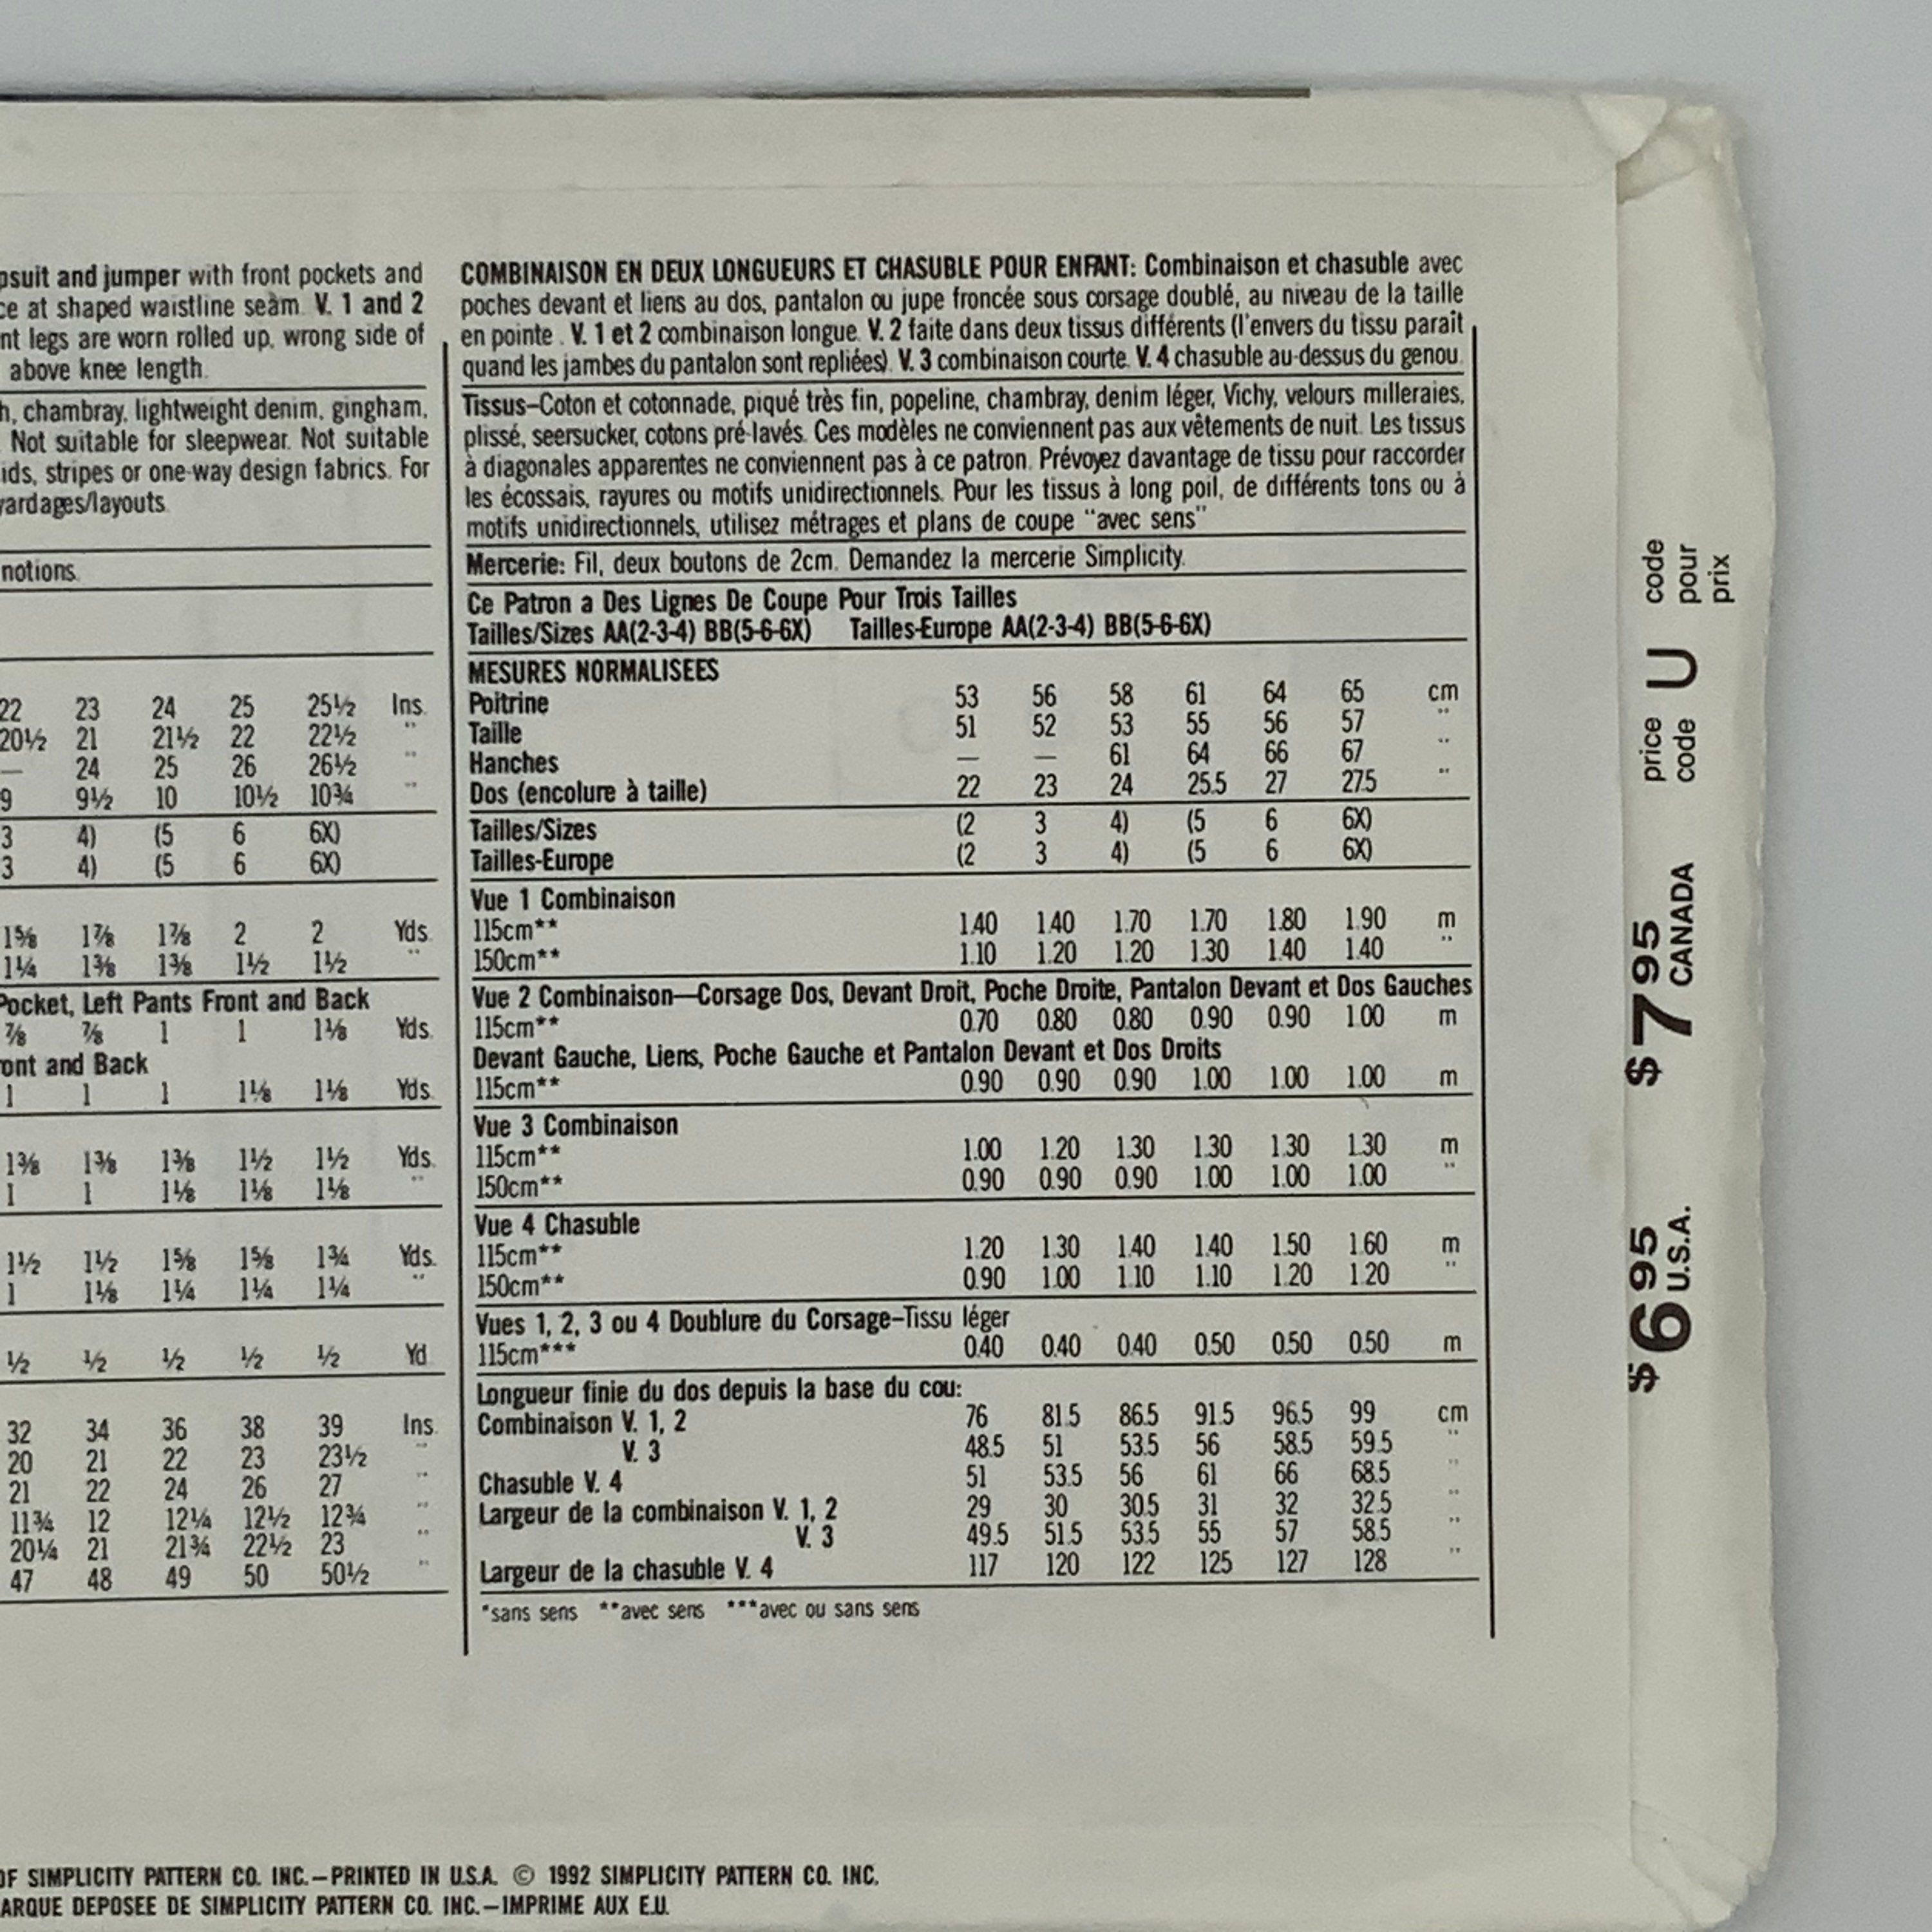 psuit and jumper with front pockets and
ce at shaped waistline seam. V. 1 and 2
nt legs are worn rolled up, wrong side of
above knee length.
h, chambray, lightweight denim, gingham,
. Not suitable for sleepwear. Not suitable
ids, stripes or one-way design fabrics. For
yardages/layouts.
notions.
22 23 24 25 25½ Ins.
20½ 21 21½ 22 22½ "
— 24 25 26 26½ "
9 9½ 10 10½ 10¾ "
3 4) (5 6 6X)
3 4) (5 6 6X)
1⅝ 1⅞ 1⅞ 2 2 Yds.
1¼ 1⅜ 1⅜ 1½ 1½ "
Pocket, Left Pants Front and Back
⅞ ⅞ 1 1 1⅛ Yds.
ont and Back
1 1 1 1⅛ 1⅛ Yds.
1⅜ 1⅜ 1⅜ 1½ 1½ Yds.
1 1 1⅛ 1⅛ 1⅛ "
1½ 1½ 1⅝ 1⅝ 1¾ Yds.
1 1⅛ 1¼ 1¼ 1¼ "
½ ½ ½ ½ ½ Yd
32 34 36 38 39 Ins.
20 21 22 23 23½ "
21 22 24 26 27 "
11¾ 12 12¼ 12½ 12¾ "
20¼ 21 21¾ 22½ 23 "
47 48 49 50 50½ "
COMBINAISON EN DEUX LONGUEURS ET CHASUBLE POUR ENFANT: Combinaison et chasuble avec
poches devant et liens au dos, pantalon ou jupe froncée sous corsage doublé, au niveau de la taille
en pointe . V. 1 et 2 combinaison longue. V. 2 faite dans deux tissus différents (l'envers du tissu parait
quand les jambes du pantalon sont repliées). V. 3 combinaison courte. V. 4 chasuble au-dessus du genou.
Tissus–Coton et cotonnade, piqué très fin, popeline, chambray, denim léger, Vichy, velours milleraies,
plissé, seersucker, cotons pré-lavés. Ces modèles ne conviennent pas aux vêtements de nuit. Les tissus
à diagonales apparentes ne conviennent pas à ce patron. Prévoyez davantage de tissu pour raccorder
les écossais, rayures ou motifs unidirectionnels. Pour les tissus à long poil, de différents tons ou à
motifs unidirectionnels, utilisez métrages et plans de coupe "avec sens"
Mercerie: Fil, deux boutons de 2cm. Demandez la mercerie Simplicity.
Ce Patron a Des Lignes De Coupe Pour Trois Tailles
Tailles/Sizes AA(2-3-4) BB(5-6-6X) Tailles-Europe AA(2-3-4) BB(5-6-6X)
MESURES NORMALISEES
Poitrine 53 56 58 61 64 65 cm
Taille 51 52 53 55 56 57 "
Hanches — — 61 64 66 67 "
Dos (encolure à taille) 22 23 24 25.5 27 27.5 "
Tailles/Sizes (2 3 4) (5 6 6X)
Tailles-Europe (2 3 4) (5 6 6X)
Vue 1 Combinaison
115cm** 1.40 1.40 1.70 1.70 1.80 1.90 m
150cm** 1.10 1.20 1.20 1.30 1.40 1.40 "
Vue 2 Combinaison—Corsage Dos, Devant Droit, Poche Droite, Pantalon Devant et Dos Gauches
115cm** 0.70 0.80 0.80 0.90 0.90 1.00 m
Devant Gauche, Liens, Poche Gauche et Pantalon Devant et Dos Droits
115cm** 0.90 0.90 0.90 1.00 1.00 1.00 m
Vue 3 Combinaison
115cm** 1.00 1.20 1.30 1.30 1.30 1.30 m
150cm** 0.90 0.90 0.90 1.00 1.00 1.00 "
Vue 4 Chasuble
115cm** 1.20 1.30 1.40 1.40 1.50 1.60 m
150cm** 0.90 1.00 1.10 1.10 1.20 1.20 "
Vues 1, 2, 3 ou 4 Doublure du Corsage–Tissu léger
115cm*** 0.40 0.40 0.40 0.50 0.50 0.50 m
Longueur finie du dos depuis la base du cou:
Combinaison V. 1, 2 76 81.5 86.5 91.5 96.5 99 cm
V. 3 48.5 51 53.5 56 58.5 59.5 "
Chasuble V. 4 51 53.5 56 61 66 68.5 "
Largeur de la combinaison V. 1, 2 29 30 30.5 31 32 32.5 "
V. 3 49.5 51.5 53.5 55 57 58.5 "
Largeur de la chasuble V. 4 117 120 122 125 127 128 "
*sans sens **avec sens ***avec ou sans sens
OF SIMPLICITY PATTERN CO. INC.–PRINTED IN U.S.A. © 1992 SIMPLICITY PATTERN CO. INC.
ARQUE DEPOSEE DE SIMPLICITY PATTERN CO. INC.–IMPRIME AUX E.U.
$6 95 U.S.A.
$7 95 CANADA
price code U code pour prix